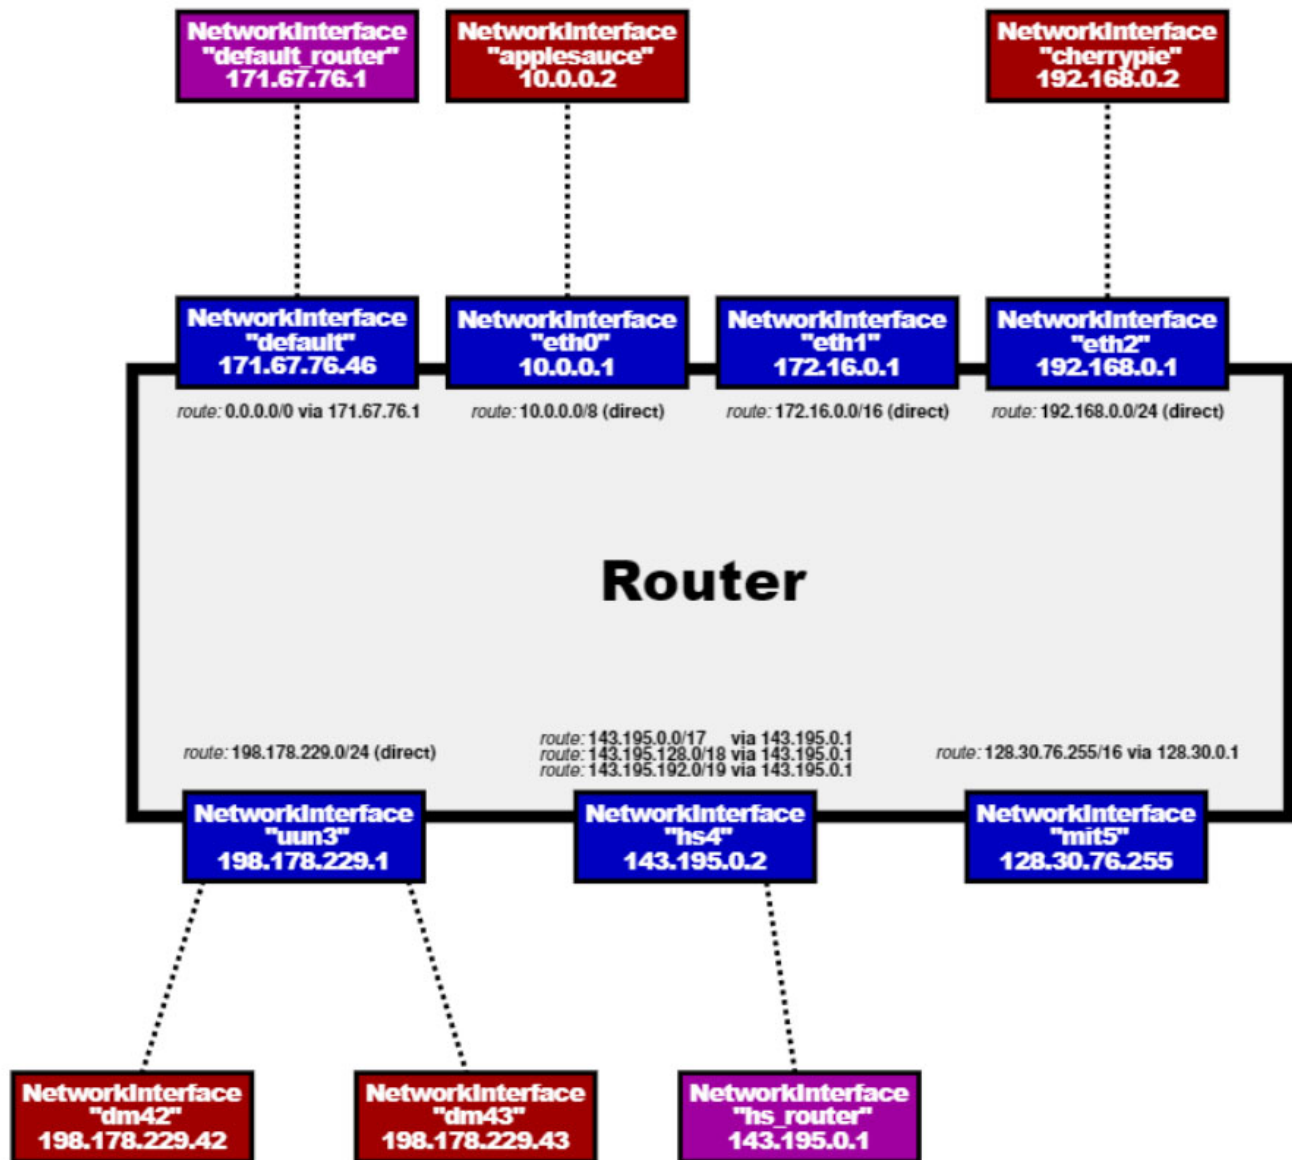 NetworkInterface
"default_router"
171.67.76.1
NetworkInterface
"applesauce"
10.0.0.2
NetworkInterface
"cherrypie"
192.168.0.2
NetworkInterface
"default"
171.67.76.46
NetworkInterface
"eth0"
10.0.0.1
NetworkInterface
"eth1"
172.16.0.1
NetworkInterface
"eth2"
192.168.0.1
route: 0.0.0.0/0 via 171.67.76.1
route: 10.0.0.0/8 (direct)
route: 172.16.0.0/16 (direct)
route: 192.168.0.0/24 (direct)
Router
route: 198.178.229.0/24 (direct)
route: 143.195.0.0/17 via 143.195.0.1
route: 143.195.128.0/18 via 143.195.0.1
route: 143.195.192.0/19 via 143.195.0.1
route: 128.30.76.255/16 via 128.30.0.1
NetworkInterface
"uun3"
198.178.229.1
NetworkInterface
"hs4"
143.195.0.2
NetworkInterface
"mit5"
128.30.76.255
NetworkInterface
"dm42"
198.178.229.42
NetworkInterface
"dm43"
198.178.229.43
NetworkInterface
"hs_router"
143.195.0.1